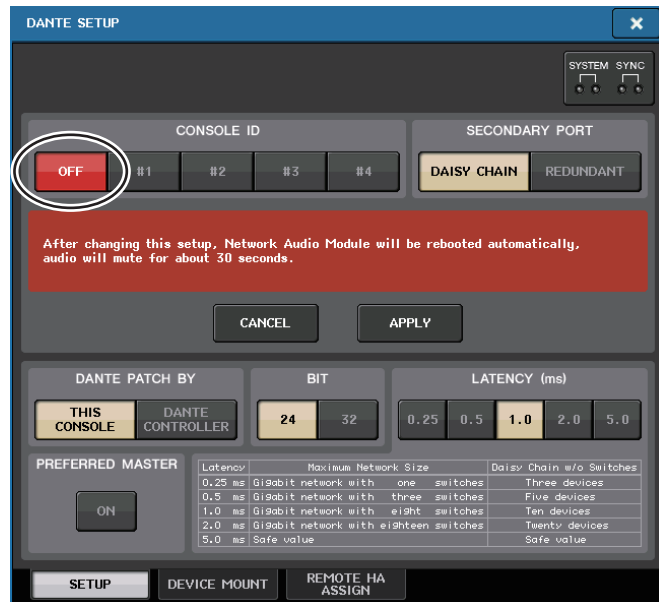 DANTE SETUP
×
SYSTEM SYNC
CONSOLE ID
OFF #1 #2 #3 #4
SECONDARY PORT
DAISY CHAIN REDUNDANT
After changing this setup, Network Audio Module will be rebooted automatically,
audio will mute for about 30 seconds.
CANCEL APPLY
DANTE PATCH BY
THIS CONSOLE DANTE CONTROLLER
BIT
24 32
LATENCY (ms)
0.25 0.5 1.0 2.0 5.0
PREFERRED MASTER
ON
Latency Maximum Network Size Daisy Chain w/o Switches
0.25 ms Gigabit network with one switches Three devices
0.5 ms Gigabit network with three switches Five devices
1.0 ms Gigabit network with eight switches Ten devices
2.0 ms Gigabit network with eighteen switches Twenty devices
5.0 ms Safe value Safe value
SETUP DEVICE MOUNT REMOTE HA ASSIGN